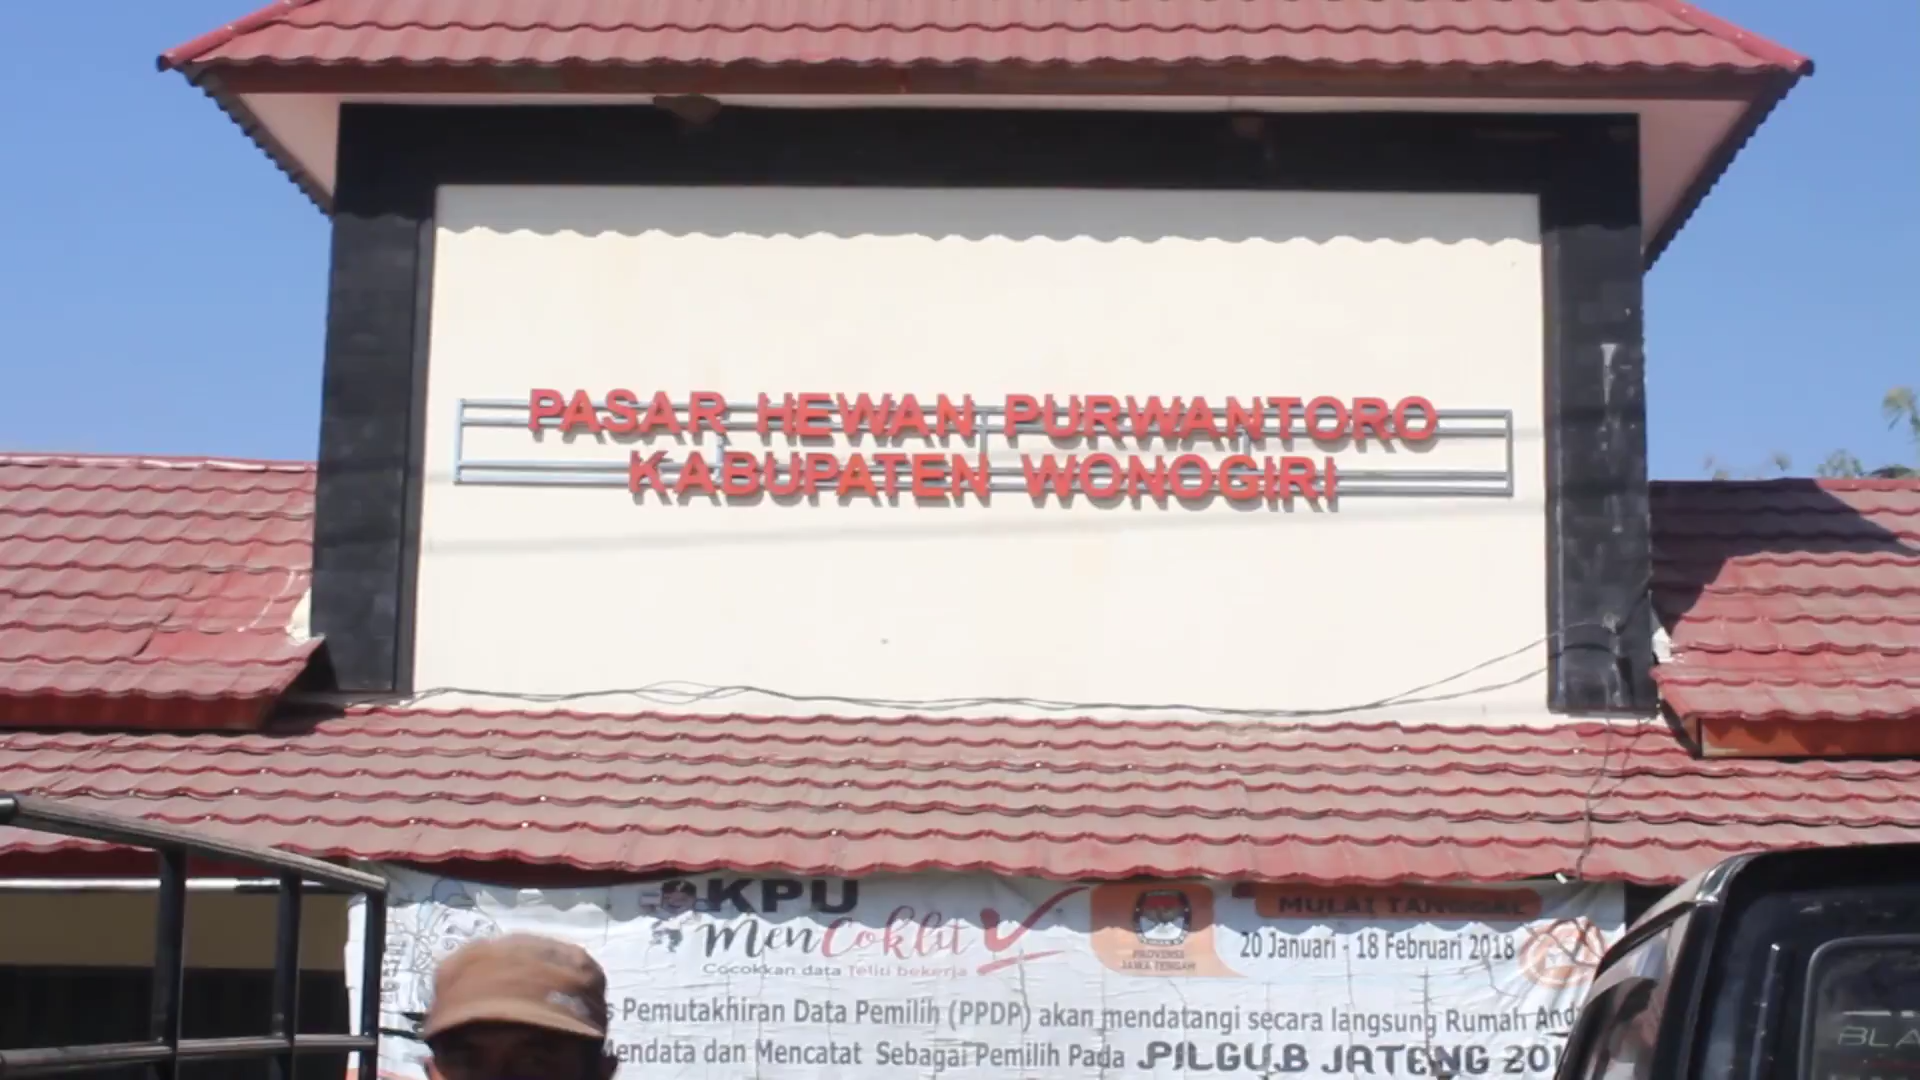 PASAR HEWAN PURWANTORO
KABUPATEN WONOGIRI
KPU
MenCoklit
Cocokkan data Teliti bekerja
PROVINSI
JAWA TENGAH
MULAI TANGGAL
20 Januari - 18 Februari 2018
Pemutakhiran Data Pemilih (PPDP) akan mendatangi secara langsung Rumah
Mendata dan Mencatat Sebagai Pemilih Pada PILGUB JATENG